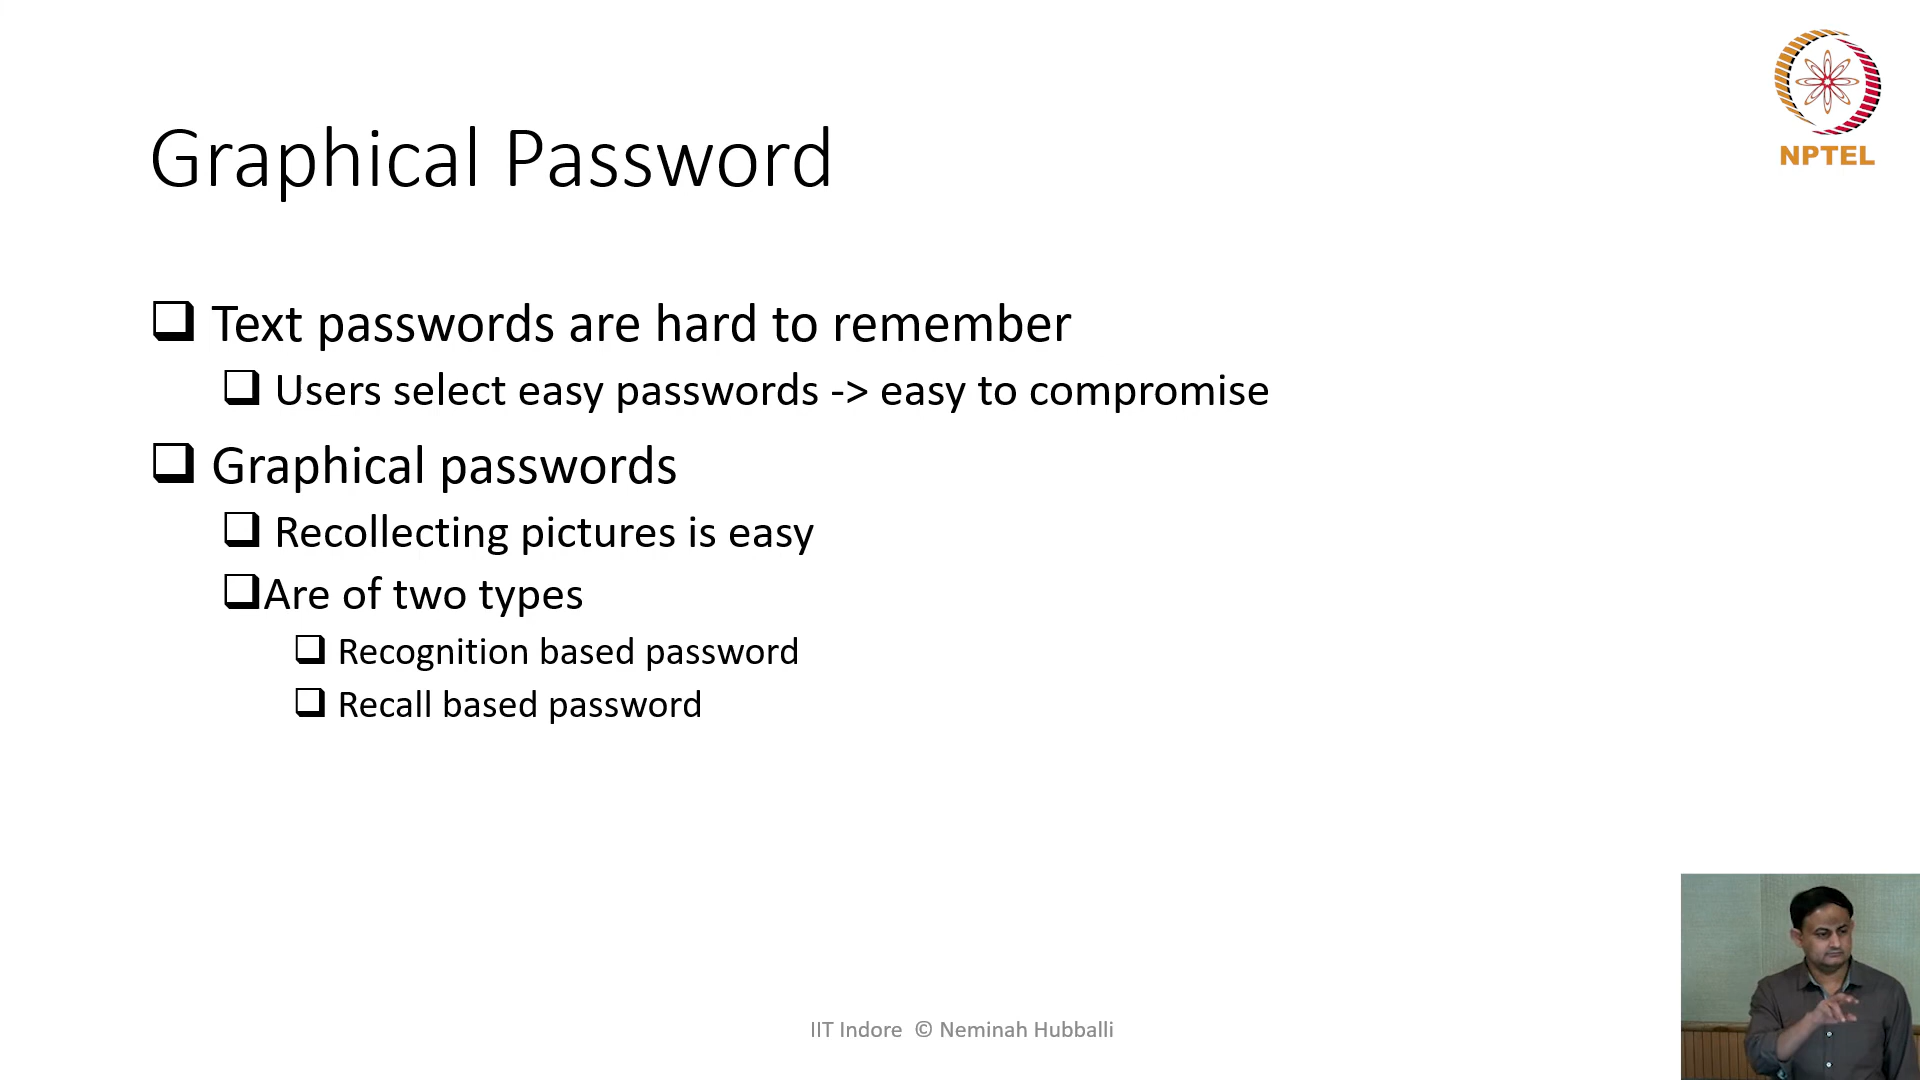 NPTEL
Graphical Password
Text passwords are hard to remember
Users select easy passwords -> easy to compromise
Graphical passwords
Recollecting pictures is easy
Are of two types
Recognition based password
Recall based password
IIT Indore © Neminah Hubballi